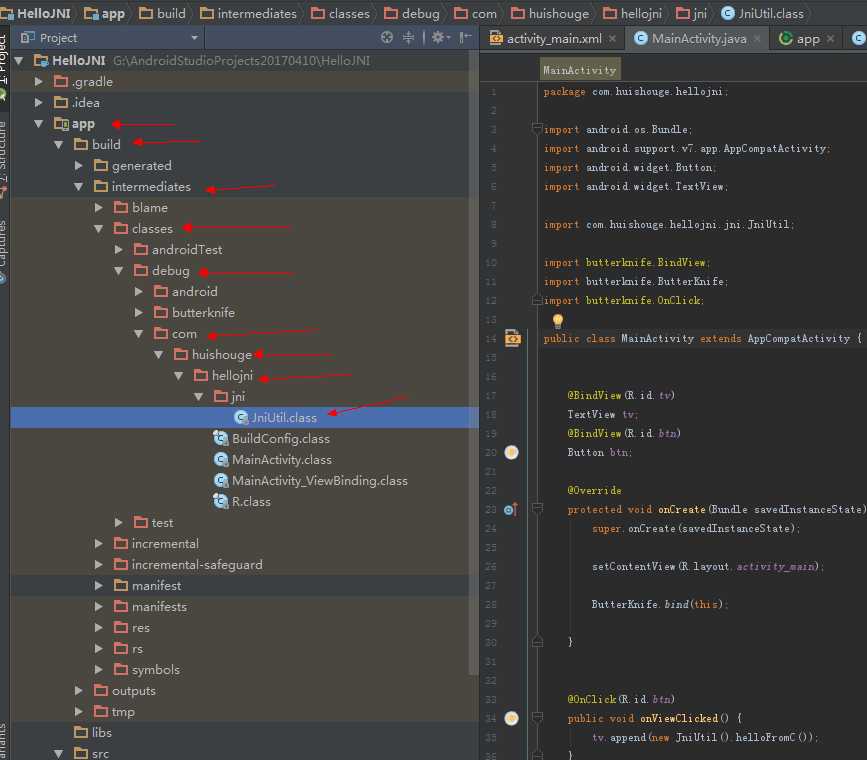 HelloJNI app build intermediates classes debug com huishouge hellojni jni JniUtil.class
Project
activity_main.xml MainActivity.java app
1: Project
HelloJNI G:\AndroidStudioProjects20170410\HelloJNI
.gradle
.idea
app
build
generated
intermediates
blame
classes
androidTest
debug
android
butterknife
com
huishouge
hellojni
jni
JniUtil.class
BuildConfig.class
MainActivity.class
MainActivity_ViewBinding.class
R.class
test
incremental
incremental-safeguard
manifest
manifests
res
rs
symbols
outputs
tmp
libs
src
7: Structure
Captures
MainActivity
1 package com.huishouge.hellojni;
2
3 import android.os.Bundle;
4 import android.support.v7.app.AppCompatActivity;
5 import android.widget.Button;
6 import android.widget.TextView;
7
8 import com.huishouge.hellojni.jni.JniUtil;
9
10 import butterknife.BindView;
11 import butterknife.ButterKnife;
12 import butterknife.OnClick;
13
14 public class MainActivity extends AppCompatActivity {
15
16
17 @BindView(R.id.tv)
18 TextView tv;
19 @BindView(R.id.btn)
20 Button btn;
21
22 @Override
23 protected void onCreate(Bundle savedInstanceState)
24 super.onCreate(savedInstanceState);
25
26 setContentView(R.layout.activity_main);
27
28 ButterKnife.bind(this);
29
30 }
31
32
33 @OnClick(R.id.btn)
34 public void onViewClicked() {
35 tv.append(new JniUtil().helloFromC());
36 }